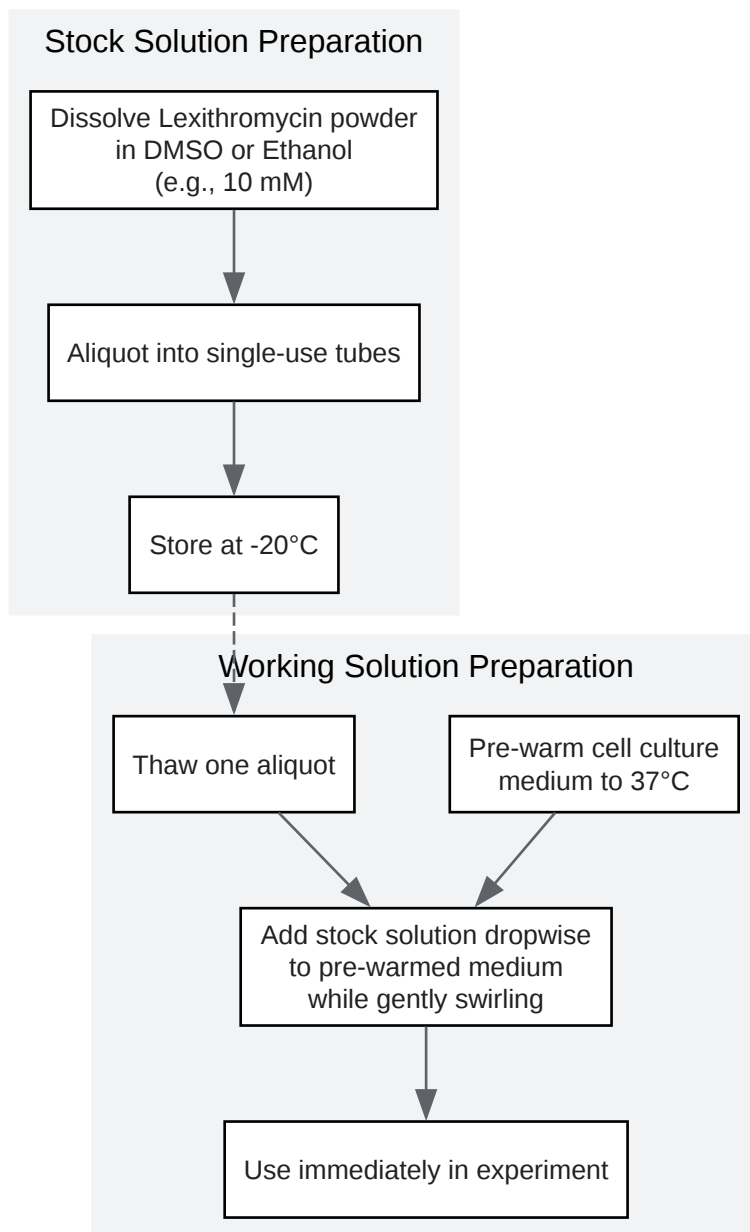 Stock Solution Preparation
Dissolve Lexithromycin powder
in DMSO or Ethanol
(e.g., 10 mM)
Aliquot into single-use tubes
Store at -20°C
Working Solution Preparation
Thaw one aliquot
Pre-warm cell culture
medium to 37°C
Add stock solution dropwise
to pre-warmed medium
while gently swirling
Use immediately in experiment